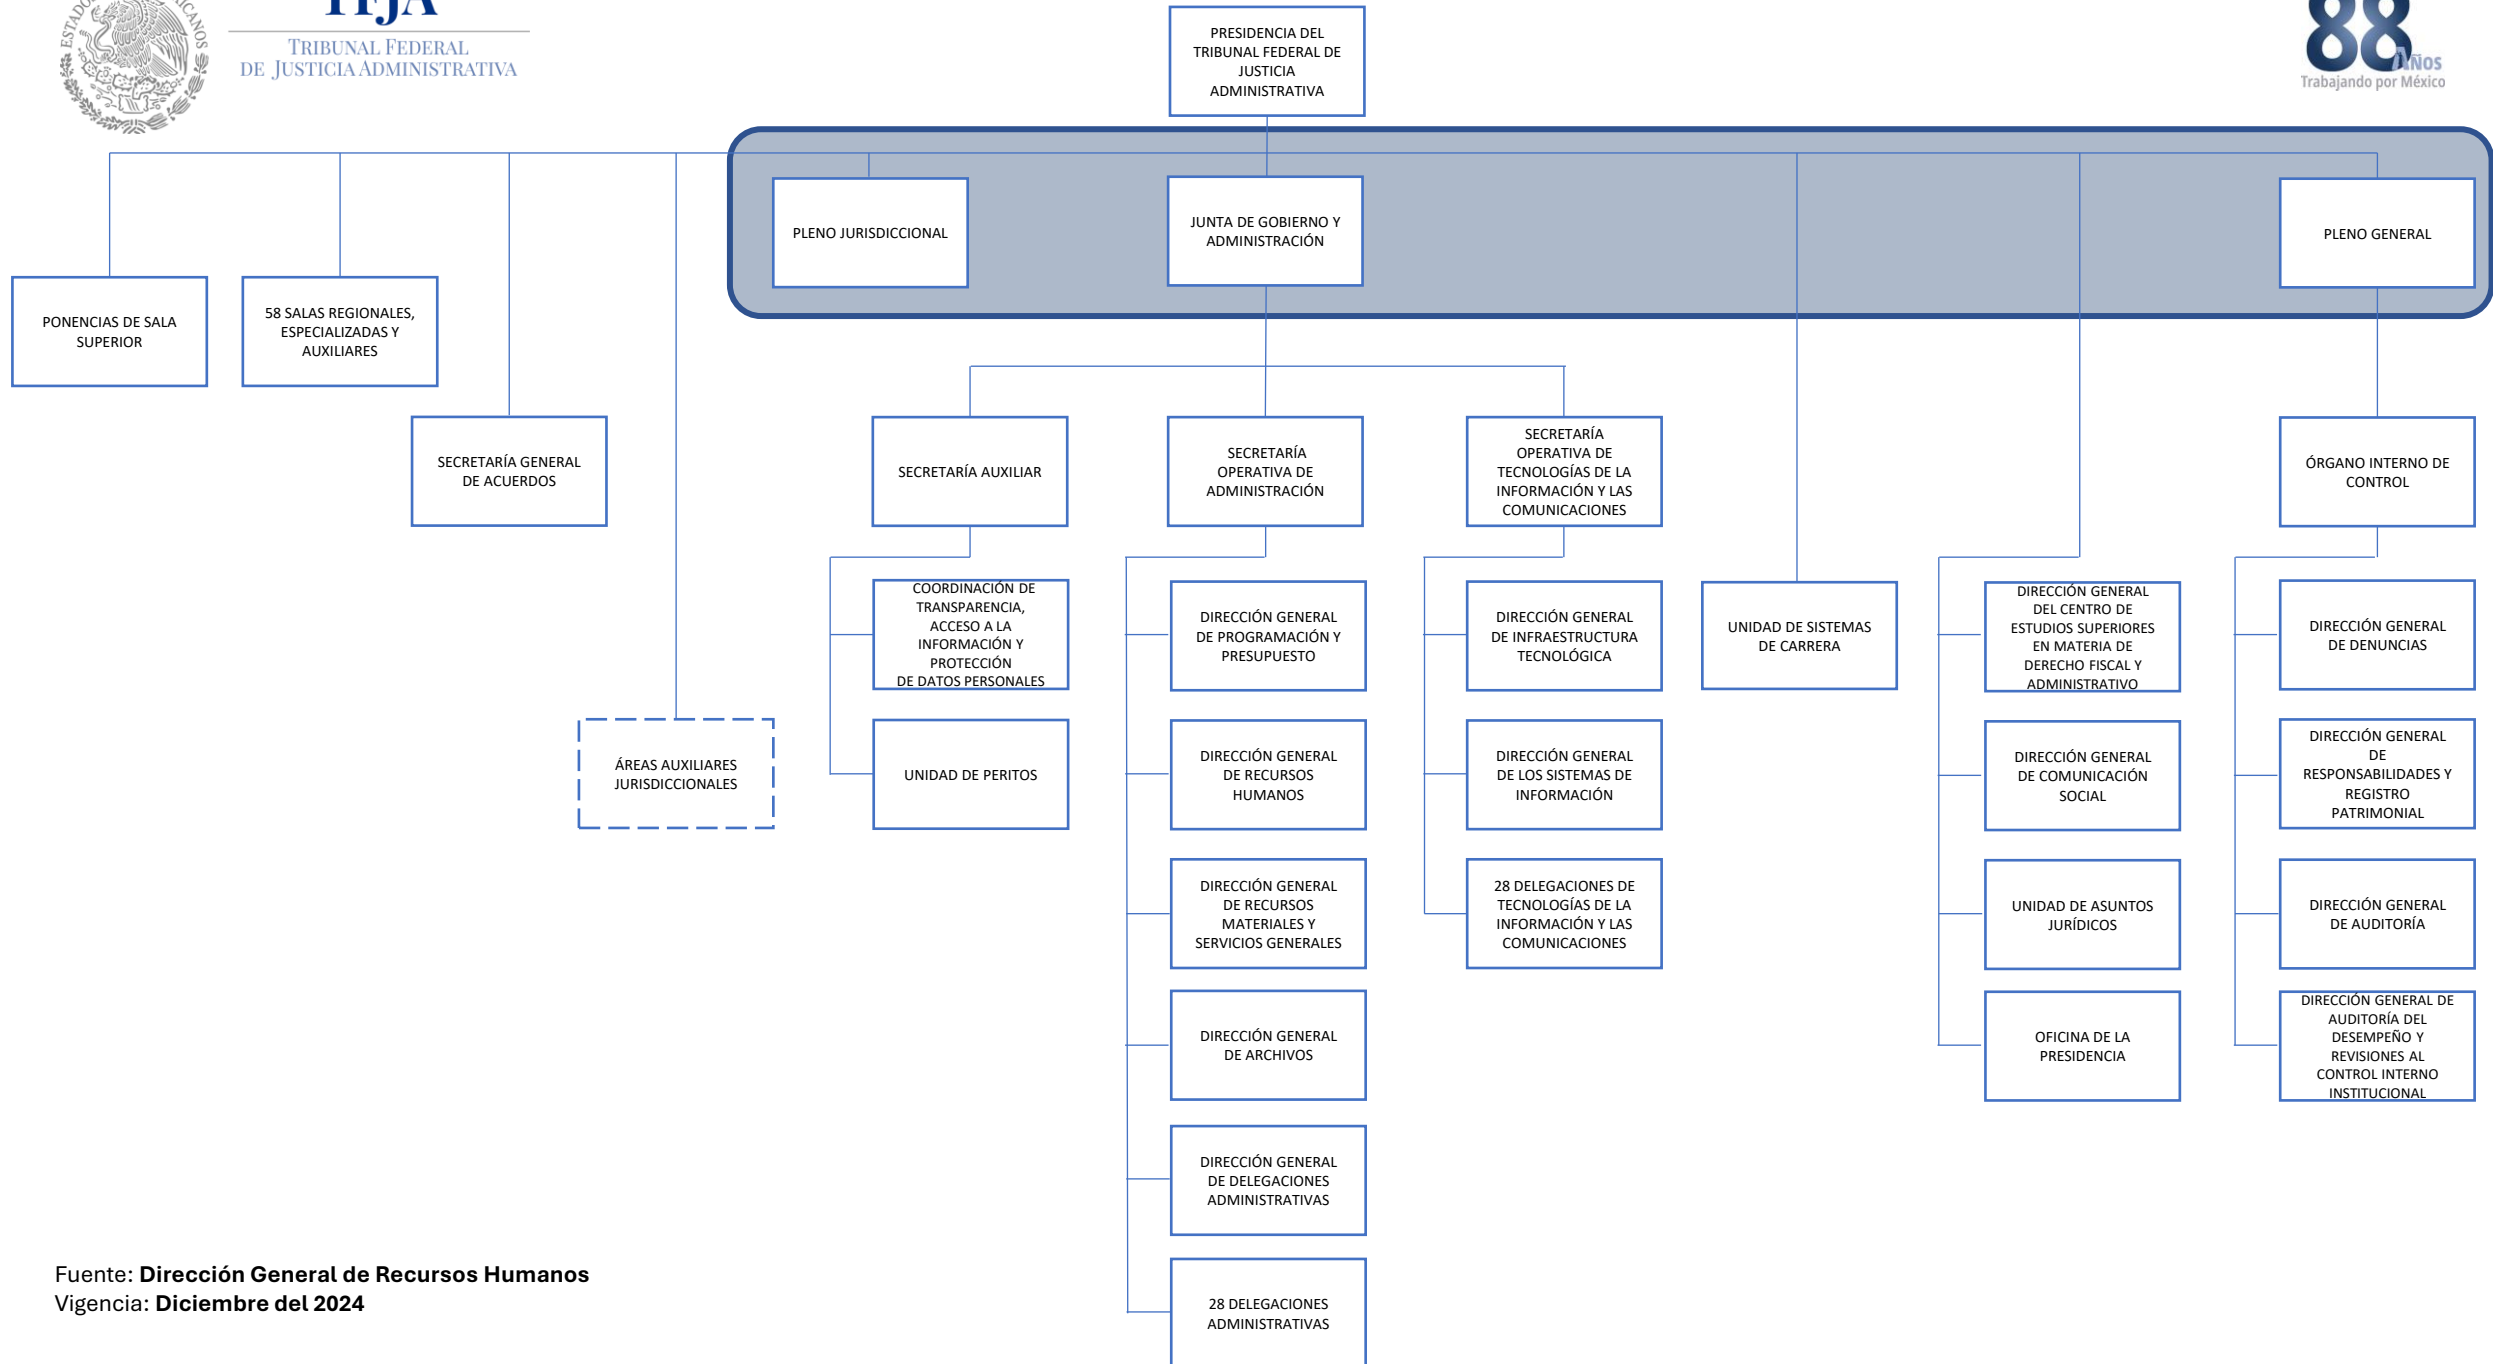 TFJA
TRIBUNAL FEDERAL
DE JUSTICIA ADMINISTRATIVA
88
AÑOS
Trabajando por México
PRESIDENCIA DEL
TRIBUNAL FEDERAL DE
JUSTICIA
ADMINISTRATIVA
PLENO JURISDICCIONAL
JUNTA DE GOBIERNO Y
ADMINISTRACIÓN
PLENO GENERAL
PONENCIAS DE SALA
SUPERIOR
58 SALAS REGIONALES,
ESPECIALIZADAS Y
AUXILIARES
SECRETARÍA GENERAL
DE ACUERDOS
SECRETARÍA AUXILIAR
SECRETARÍA
OPERATIVA DE
ADMINISTRACIÓN
SECRETARÍA
OPERATIVA DE
TECNOLOGÍAS DE LA
INFORMACIÓN Y LAS
COMUNICACIONES
ÓRGANO INTERNO DE
CONTROL
COORDINACIÓN DE
TRANSPARENCIA,
ACCESO A LA
INFORMACIÓN Y
PROTECCIÓN
DE DATOS PERSONALES
DIRECCIÓN GENERAL
DE PROGRAMACIÓN Y
PRESUPUESTO
DIRECCIÓN GENERAL
DE INFRAESTRUCTURA
TECNOLÓGICA
UNIDAD DE SISTEMAS
DE CARRERA
DIRECCIÓN GENERAL
DEL CENTRO DE
ESTUDIOS SUPERIORES
EN MATERIA DE
DERECHO FISCAL Y
ADMINISTRATIVO
DIRECCIÓN GENERAL
DE DENUNCIAS
ÁREAS AUXILIARES
JURISDICCIONALES
UNIDAD DE PERITOS
DIRECCIÓN GENERAL
DE RECURSOS
HUMANOS
DIRECCIÓN GENERAL
DE LOS SISTEMAS DE
INFORMACIÓN
DIRECCIÓN GENERAL
DE COMUNICACIÓN
SOCIAL
DIRECCIÓN GENERAL
DE
RESPONSABILIDADES Y
REGISTRO
PATRIMONIAL
DIRECCIÓN GENERAL
DE RECURSOS
MATERIALES Y
SERVICIOS GENERALES
28 DELEGACIONES DE
TECNOLOGÍAS DE LA
INFORMACIÓN Y LAS
COMUNICACIONES
UNIDAD DE ASUNTOS
JURÍDICOS
DIRECCIÓN GENERAL
DE AUDITORÍA
DIRECCIÓN GENERAL
DE ARCHIVOS
OFICINA DE LA
PRESIDENCIA
DIRECCIÓN GENERAL DE
AUDITORÍA DEL
DESEMPEÑO Y
REVISIONES AL
CONTROL INTERNO
INSTITUCIONAL
DIRECCIÓN GENERAL
DE DELEGACIONES
ADMINISTRATIVAS
28 DELEGACIONES
ADMINISTRATIVAS
Fuente: Dirección General de Recursos Humanos
Vigencia: Diciembre del 2024